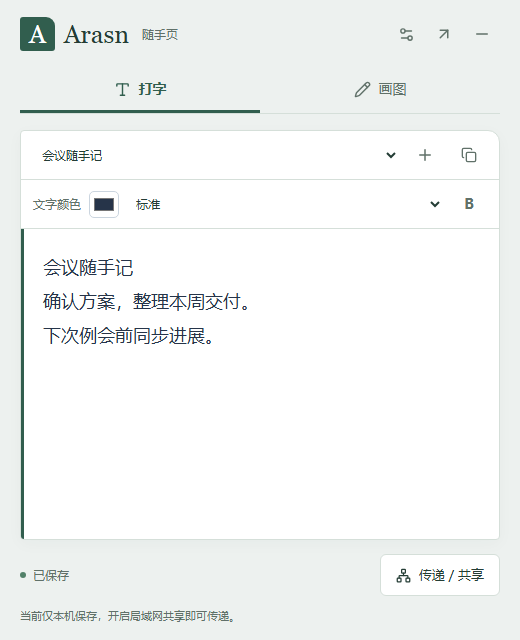 A Arasn 随手页
打字 画图
会议随手记
文字颜色 标准 B
会议随手记
确认方案，整理本周交付。
下次例会前同步进展。
已保存 传递 / 共享
当前仅本机保存，开启局域网共享即可传递。